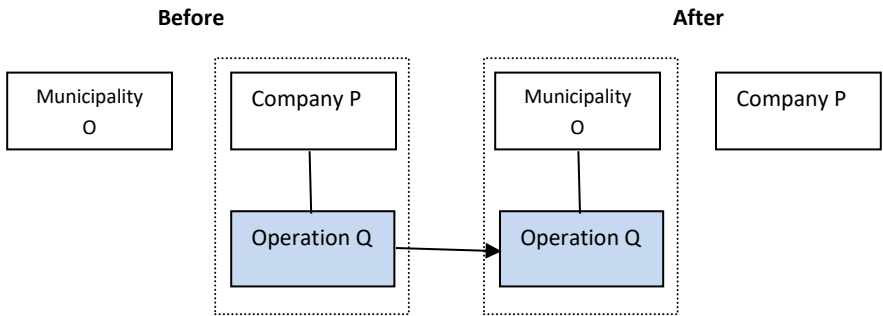 Before
After
Municipality
O
Company P
Municipality
O
Company P
Operation Q
Operation Q